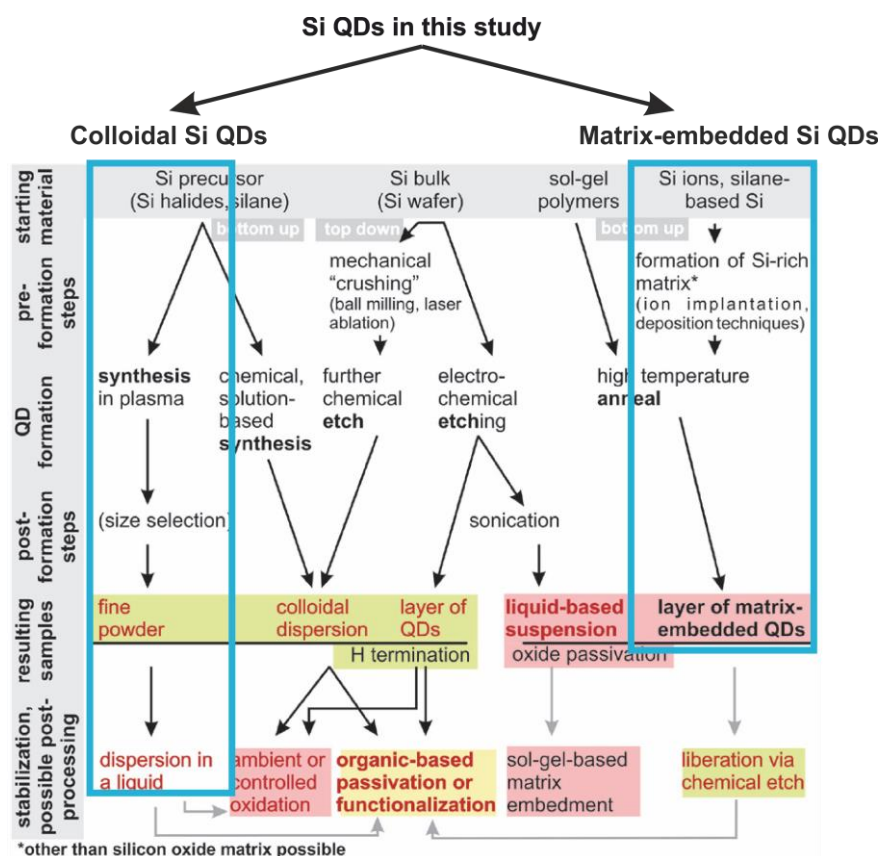 Si QDs in this study
Colloidal Si QDs
Matrix-embedded Si QDs
starting
material
Si precursor
(Si halides,silane)
Si bulk
(Si wafer)
sol-gel
polymers
Si ions, silane-
based Si
bottom up
top down
bottom up
pre-
formation
steps
mechanical
“crushing”
(ball milling, laser
ablation)
formation of Si-rich
matrix*
(ion implantation,
deposition techniques)
QD
formation
synthesis
in plasma
chemical,
solution-
based
synthesis
further
chemical
etch
electro-
chemical
etching
high temperature
anneal
post-
formation
steps
(size selection)
sonication
resulting
samples
fine
powder
colloidal
dispersion
layer of
QDs
liquid-based
suspension
layer of matrix-
embedded QDs
H termination
oxide passivation
stabilization,
possible post-
processing
dispersion in
a liquid
ambient or
controlled
oxidation
organic-based
passivation or
functionalization
sol-gel-based
matrix
embedment
liberation via
chemical etch
*other than silicon oxide matrix possible